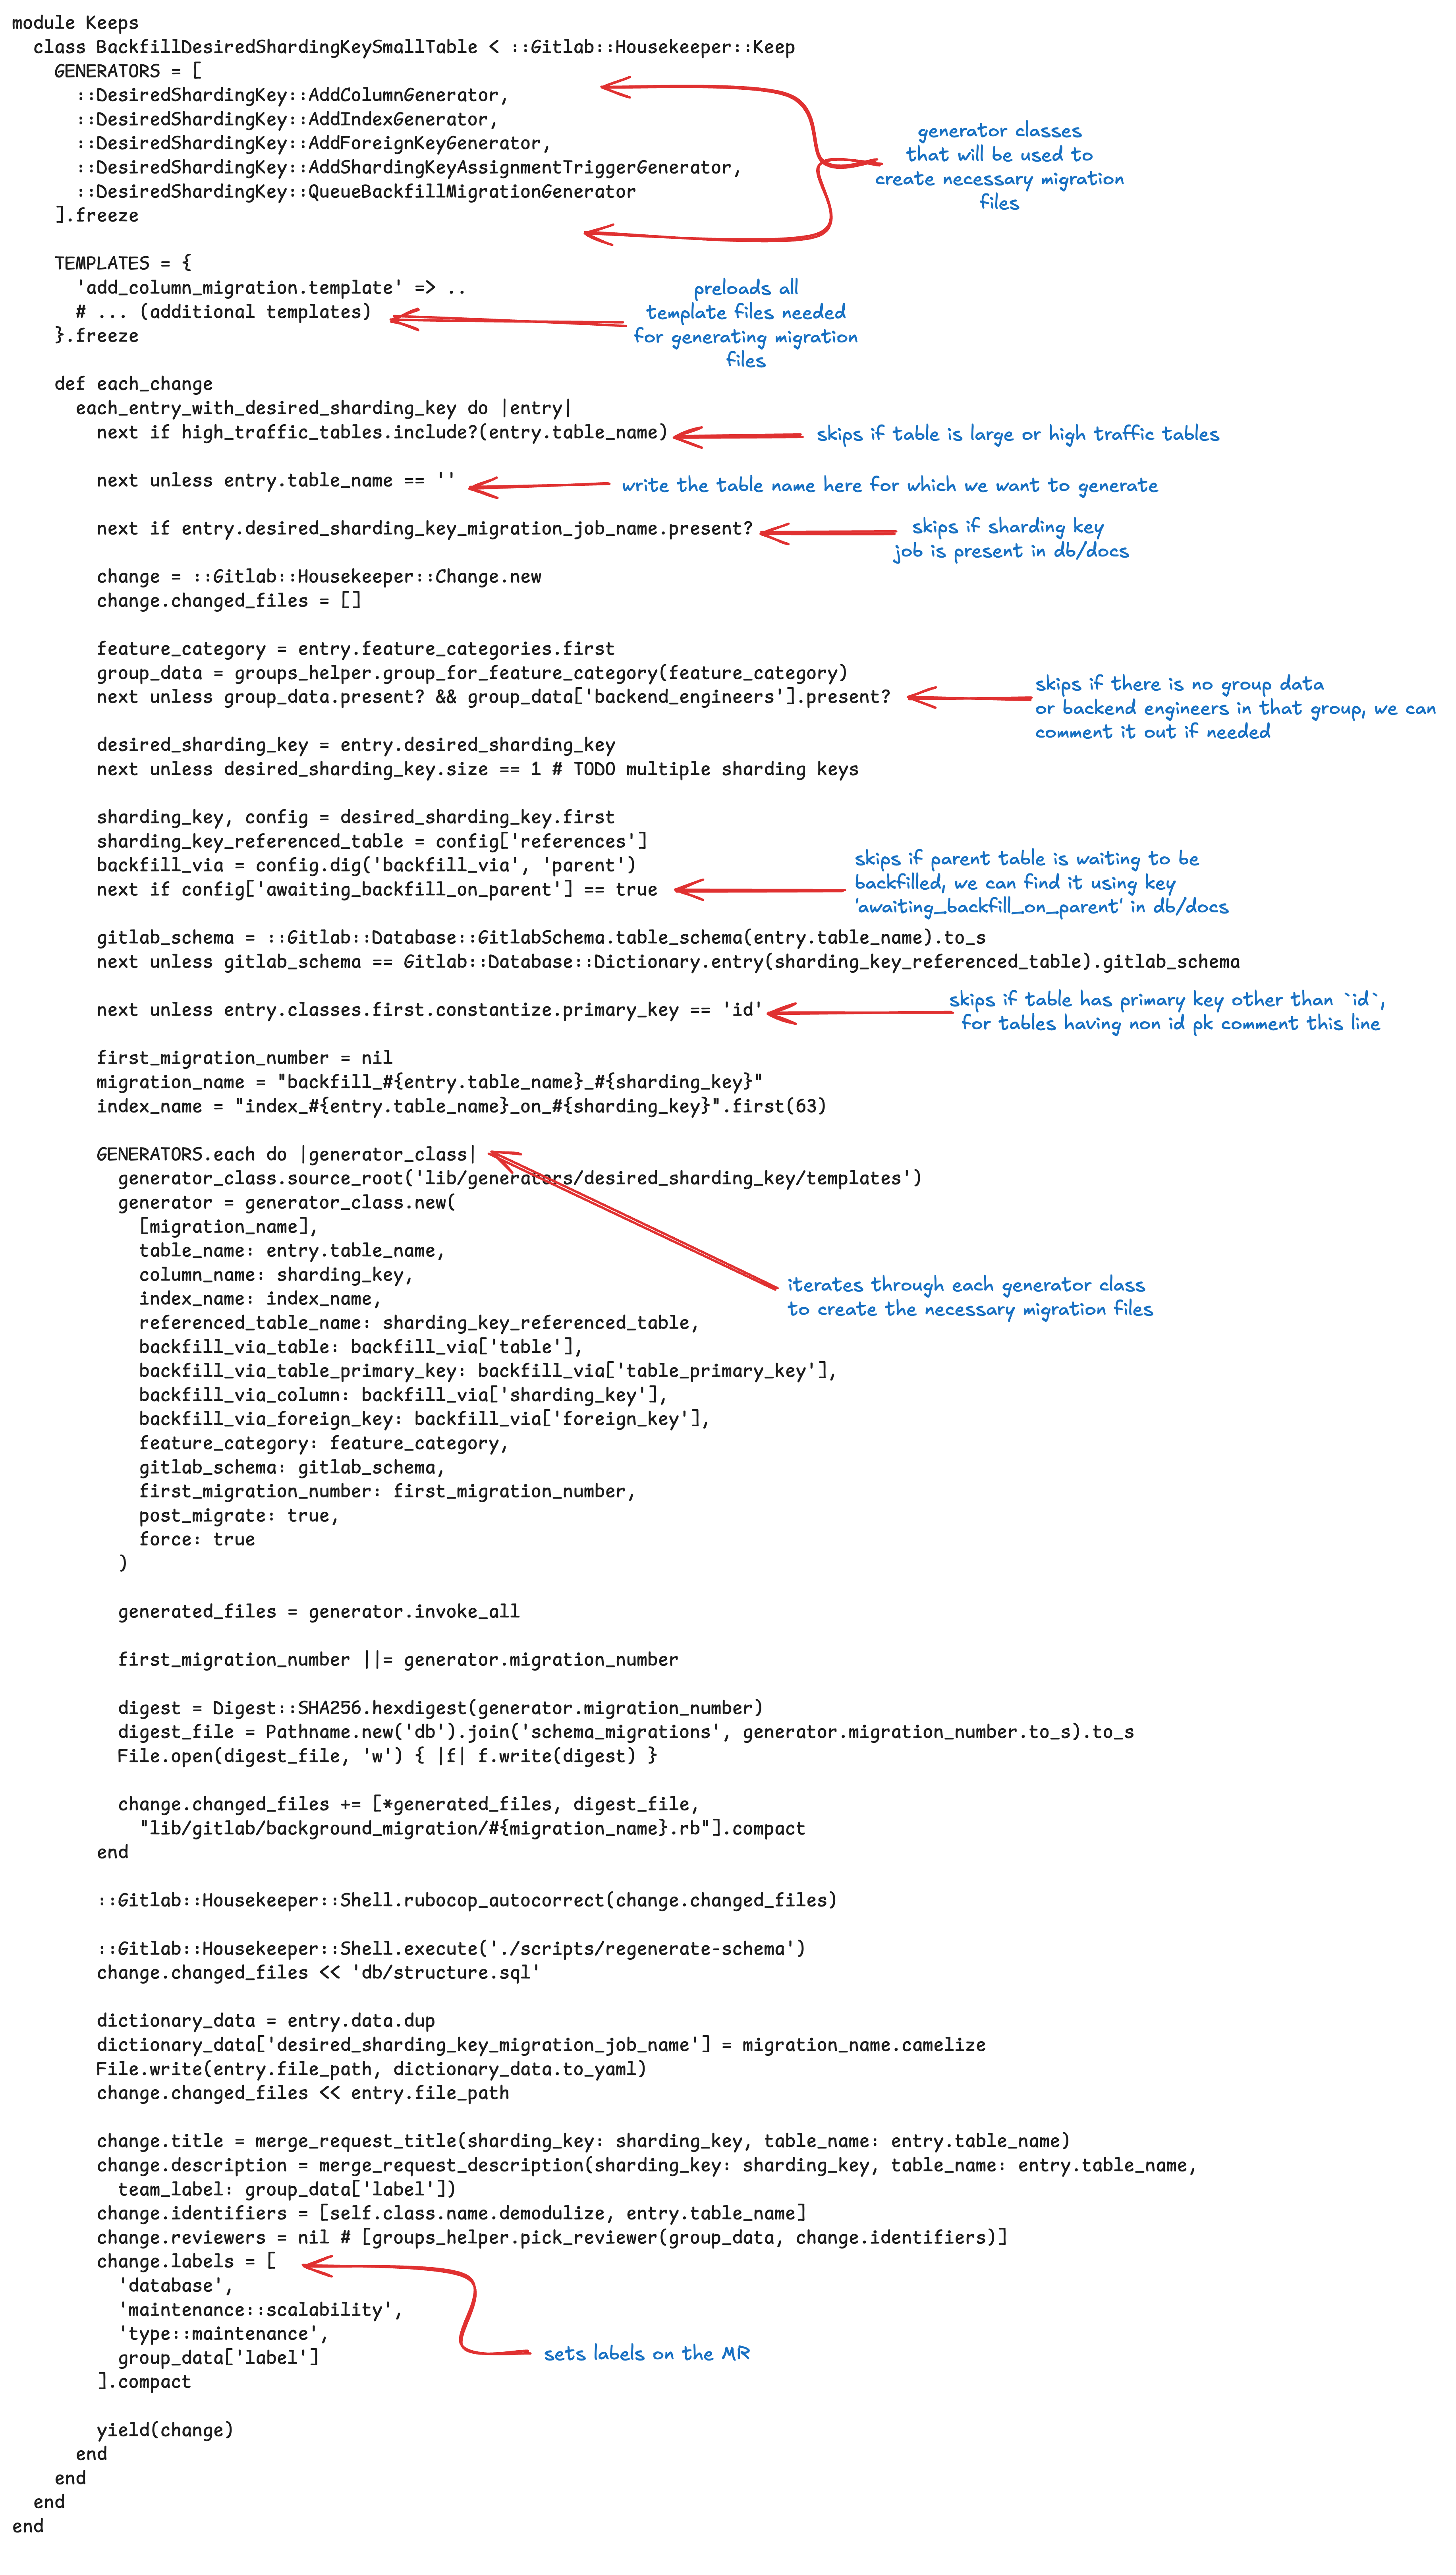 module Keeps
  class BackfillDesiredShardingKeySmallTable < ::Gitlab::Housekeeper::Keep
    GENERATORS = [
      ::DesiredShardingKey::AddColumnGenerator,
      ::DesiredShardingKey::AddIndexGenerator,
      ::DesiredShardingKey::AddForeignKeyGenerator,
      ::DesiredShardingKey::AddShardingKeyAssignmentTriggerGenerator,
      ::DesiredShardingKey::QueueBackfillMigrationGenerator
    ].freeze
generator classes
that will be used to
create necessary migration
files
    TEMPLATES = {
      'add_column_migration.template' => ..
      # ... (additional templates)
    }.freeze
preloads all
template files needed
for generating migration
files
    def each_change
      each_entry_with_desired_sharding_key do |entry|
        next if high_traffic_tables.include?(entry.table_name)
skips if table is large or high traffic tables
        next unless entry.table_name == ''
write the table name here for which we want to generate
        next if entry.desired_sharding_key_migration_job_name.present?
skips if sharding key
job is present in db/docs
        change = ::Gitlab::Housekeeper::Change.new
        change.changed_files = []
        feature_category = entry.feature_categories.first
        group_data = groups_helper.group_for_feature_category(feature_category)
        next unless group_data.present? && group_data['backend_engineers'].present?
skips if there is no group data
or backend engineers in that group, we can
comment it out if needed
        desired_sharding_key = entry.desired_sharding_key
        next unless desired_sharding_key.size == 1 # TODO multiple sharding keys
        sharding_key, config = desired_sharding_key.first
        sharding_key_referenced_table = config['references']
        backfill_via = config.dig('backfill_via', 'parent')
        next if config['awaiting_backfill_on_parent'] == true
skips if parent table is waiting to be
backfilled, we can find it using key
'awaiting_backfill_on_parent' in db/docs
        gitlab_schema = ::Gitlab::Database::GitlabSchema.table_schema(entry.table_name).to_s
        next unless gitlab_schema == Gitlab::Database::Dictionary.entry(sharding_key_referenced_table).gitlab_schema
        next unless entry.classes.first.constantize.primary_key == 'id'
skips if table has primary key other than `id`,
for tables having non id pk comment this line
        first_migration_number = nil
        migration_name = "backfill_#{entry.table_name}_#{sharding_key}"
        index_name = "index_#{entry.table_name}_on_#{sharding_key}".first(63)
        GENERATORS.each do |generator_class|
          generator_class.source_root('lib/generators/desired_sharding_key/templates')
          generator = generator_class.new(
            [migration_name],
            table_name: entry.table_name,
            column_name: sharding_key,
            index_name: index_name,
            referenced_table_name: sharding_key_referenced_table,
            backfill_via_table: backfill_via['table'],
            backfill_via_table_primary_key: backfill_via['table_primary_key'],
            backfill_via_column: backfill_via['sharding_key'],
            backfill_via_foreign_key: backfill_via['foreign_key'],
            feature_category: feature_category,
            gitlab_schema: gitlab_schema,
            first_migration_number: first_migration_number,
            post_migrate: true,
            force: true
          )
iterates through each generator class
to create the necessary migration files
          generated_files = generator.invoke_all
          first_migration_number ||= generator.migration_number
          digest = Digest::SHA256.hexdigest(generator.migration_number)
          digest_file = Pathname.new('db').join('schema_migrations', generator.migration_number.to_s).to_s
          File.open(digest_file, 'w') { |f| f.write(digest) }
          change.changed_files += [*generated_files, digest_file,
            "lib/gitlab/background_migration/#{migration_name}.rb"].compact
        end
        ::Gitlab::Housekeeper::Shell.rubocop_autocorrect(change.changed_files)
        ::Gitlab::Housekeeper::Shell.execute('./scripts/regenerate-schema')
        change.changed_files << 'db/structure.sql'
        dictionary_data = entry.data.dup
        dictionary_data['desired_sharding_key_migration_job_name'] = migration_name.camelize
        File.write(entry.file_path, dictionary_data.to_yaml)
        change.changed_files << entry.file_path
        change.title = merge_request_title(sharding_key: sharding_key, table_name: entry.table_name)
        change.description = merge_request_description(sharding_key: sharding_key, table_name: entry.table_name,
          team_label: group_data['label'])
        change.identifiers = [self.class.name.demodulize, entry.table_name]
        change.reviewers = nil # [groups_helper.pick_reviewer(group_data, change.identifiers)]
        change.labels = [
          'database',
          'maintenance::scalability',
          'type::maintenance',
          group_data['label']
        ].compact
sets labels on the MR
        yield(change)
      end
    end
  end
end